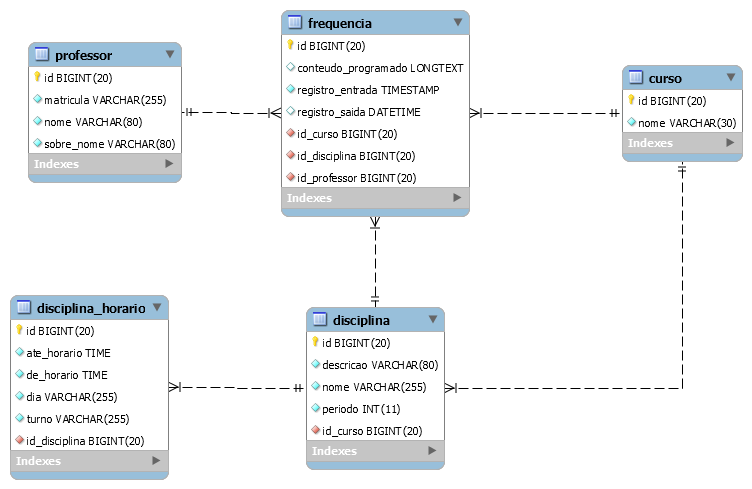 frequencia
id BIGINT(20)
conteudo_programado LONGTEXT
registro_entrada TIMESTAMP
registro_saida DATETIME
id_curso BIGINT(20)
id_disciplina BIGINT(20)
id_professor BIGINT(20)
Indexes
professor
id BIGINT(20)
matricula VARCHAR(255)
nome VARCHAR(80)
sobre_nome VARCHAR(80)
Indexes
curso
id BIGINT(20)
nome VARCHAR(30)
Indexes
disciplina_horario
id BIGINT(20)
ate_horario TIME
de_horario TIME
dia VARCHAR(255)
turno VARCHAR(255)
id_disciplina BIGINT(20)
Indexes
disciplina
id BIGINT(20)
descricao VARCHAR(80)
nome VARCHAR(255)
periodo INT(11)
id_curso BIGINT(20)
Indexes